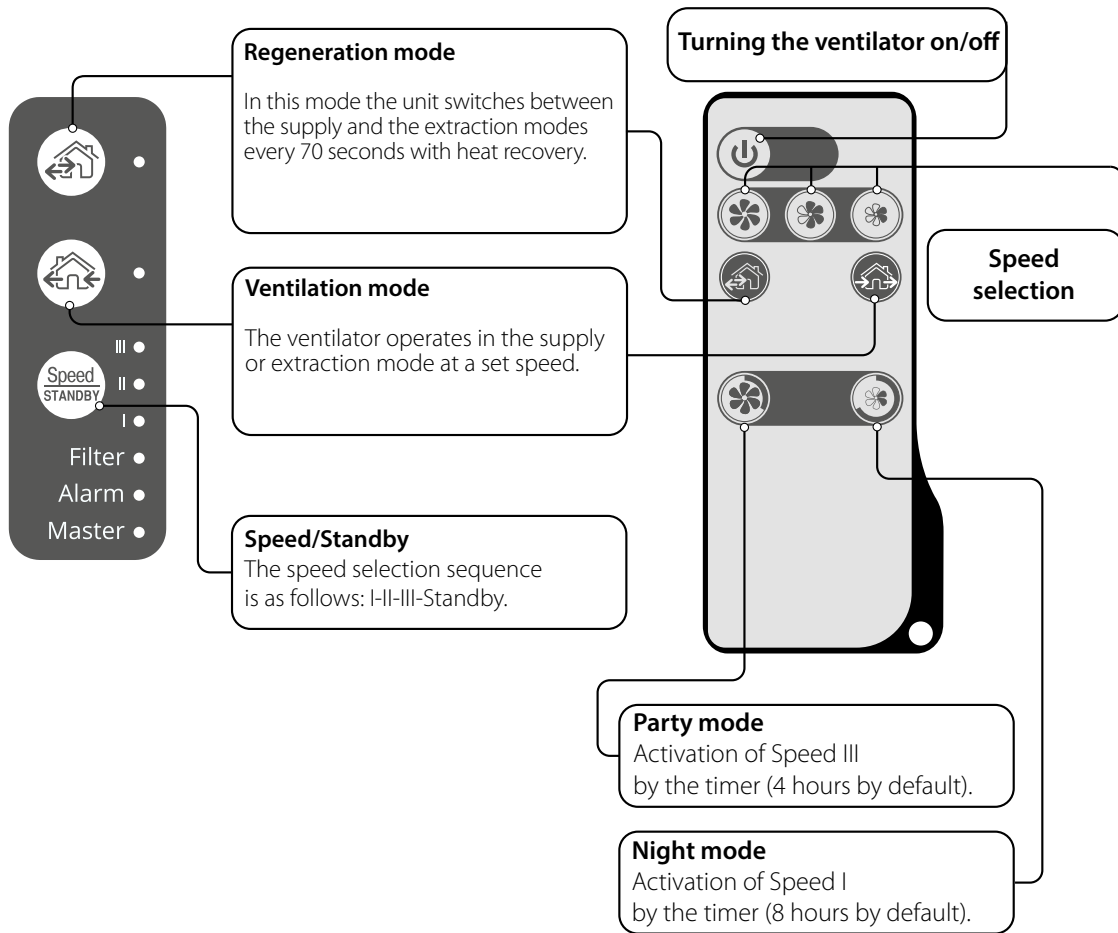 Regeneration mode
In this mode the unit switches between
the supply and the extraction modes
every 70 seconds with heat recovery.
Turning the ventilator on/off
Speed
selection
Ventilation mode
The ventilator operates in the supply
or extraction mode at a set speed.
III
Speed
STANDBY
II
I
Filter
Alarm
Master
Speed/Standby
The speed selection sequence
is as follows: I-II-III-Standby.
Party mode
Activation of Speed III
by the timer (4 hours by default).
Night mode
Activation of Speed I
by the timer (8 hours by default).